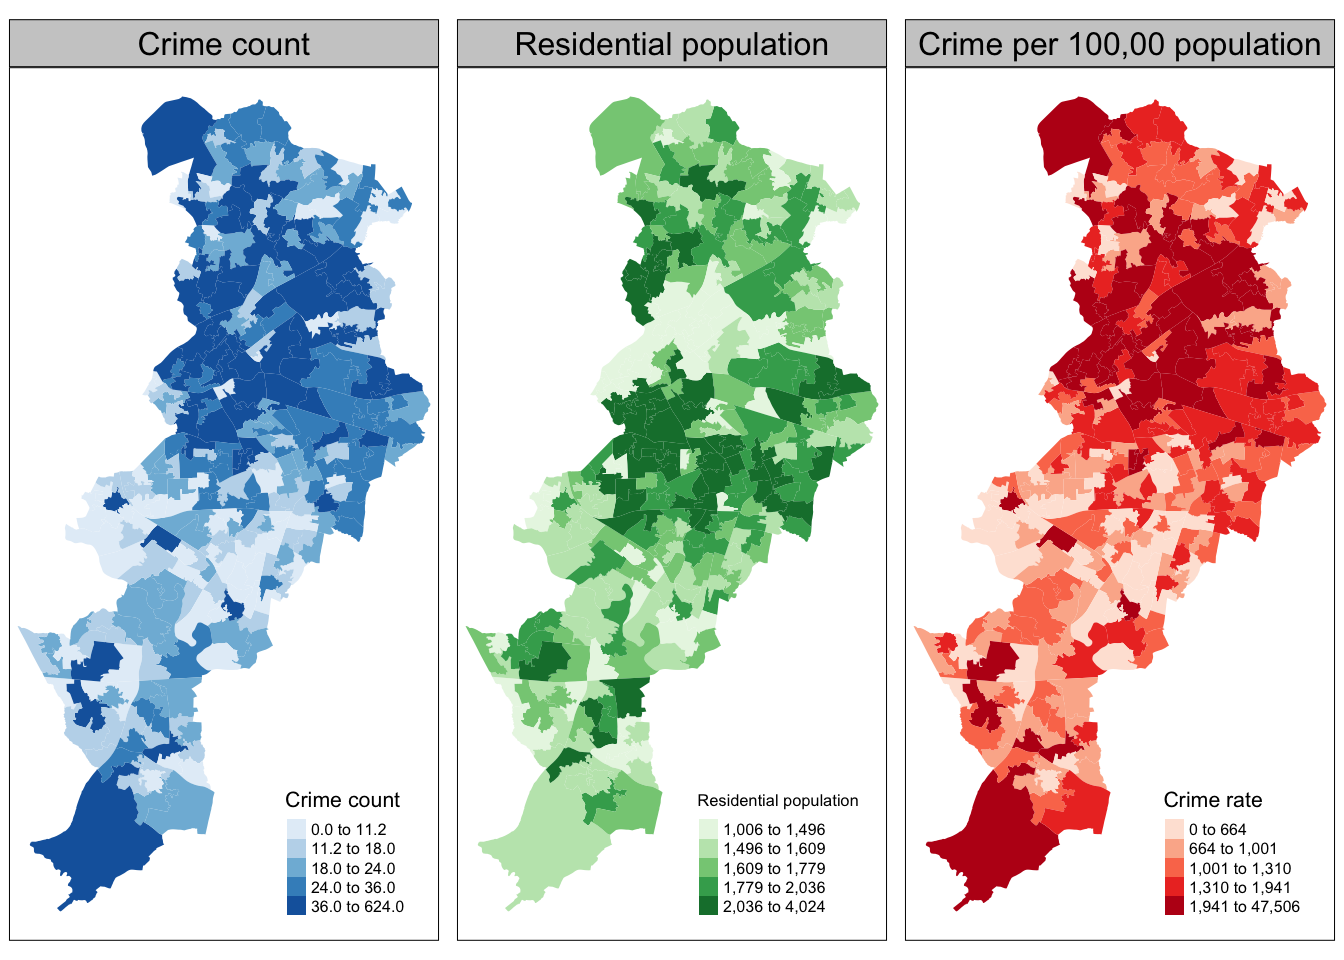 Crime count
Residential population
Crime per 100,00 population
Crime count
0.0 to 11.2
11.2 to 18.0
18.0 to 24.0
24.0 to 36.0
36.0 to 624.0
Residential population
1,006 to 1,496
1,496 to 1,609
1,609 to 1,779
1,779 to 2,036
2,036 to 4,024
Crime rate
0 to 664
664 to 1,001
1,001 to 1,310
1,310 to 1,941
1,941 to 47,506